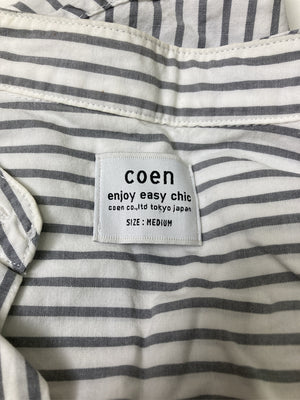 coen
enjoy easy chic
coen co.,ltd tokyo japan
SIZE : MEDIUM